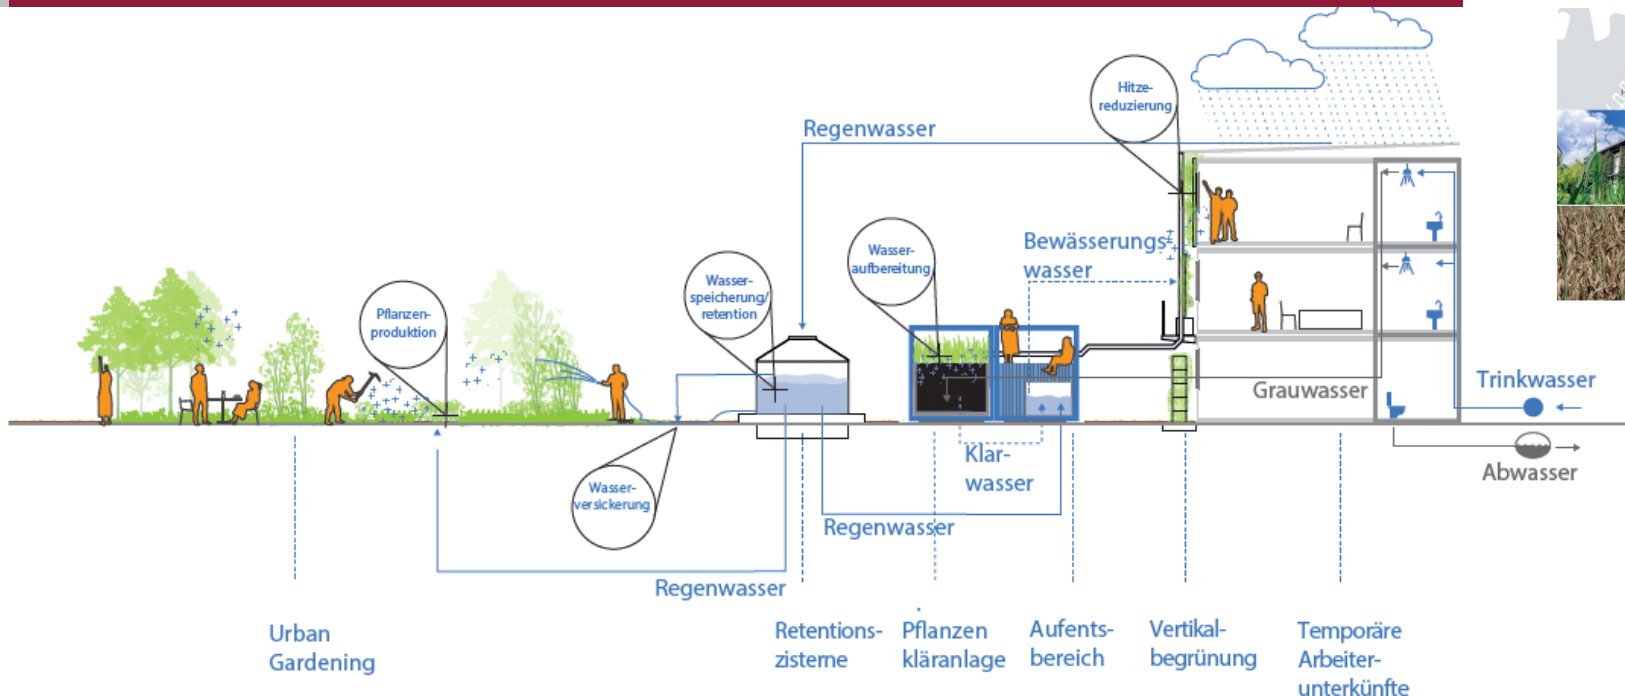 Hitze-
reduzierung
Regenwasser
Wasser-
aufbereitung
Bewässerungs-
wasser
Wasser-
speicherung/
retention
Pflanzen-
produktion
Grauwasser
Trinkwasser
Klar-
wasser
Abwasser
Wasser-
versickerung
Regenwasser
Regenwasser
Urban
Gardening
Retentions-
zisterne
Pflanzen
kläranlage
Aufents-
bereich
Vertikal-
begrünung
Temporäre
Arbeiter-
unterkünfte